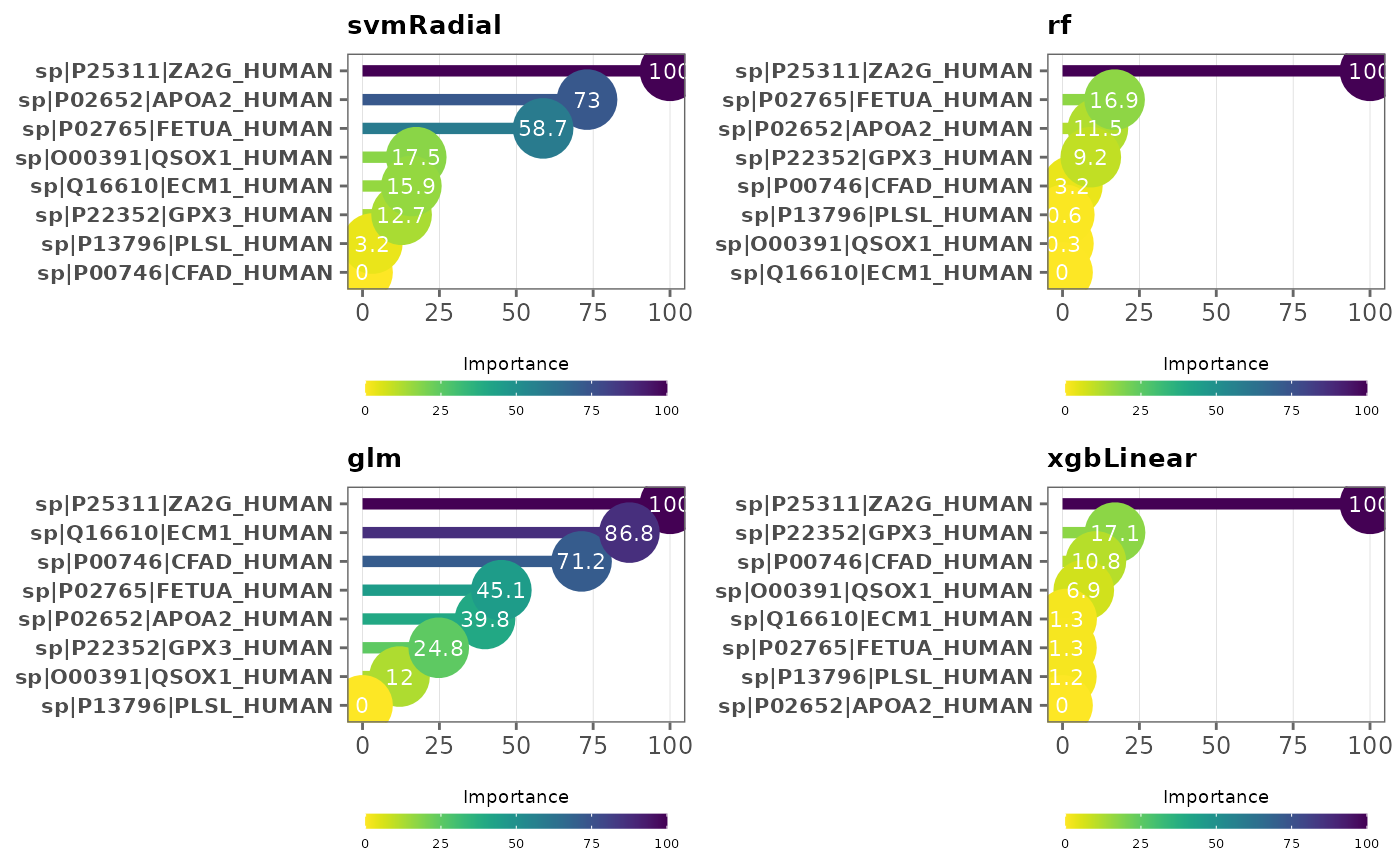 svmRadial
sp|P25311|ZA2G_HUMAN 100
sp|P02652|APOA2_HUMAN 73
sp|P02765|FETUA_HUMAN 58.7
sp|O00391|QSOX1_HUMAN 17.5
sp|Q16610|ECM1_HUMAN 15.9
sp|P22352|GPX3_HUMAN 12.7
sp|P13796|PLSL_HUMAN 3.2
sp|P00746|CFAD_HUMAN 0
0 25 50 75 100
Importance
0 25 50 75 100
rf
sp|P25311|ZA2G_HUMAN 100
sp|P02765|FETUA_HUMAN 16.9
sp|P02652|APOA2_HUMAN 11.5
sp|P22352|GPX3_HUMAN 9.2
sp|P00746|CFAD_HUMAN 3.2
sp|P13796|PLSL_HUMAN 0.6
sp|O00391|QSOX1_HUMAN 0.3
sp|Q16610|ECM1_HUMAN 0
0 25 50 75 100
Importance
0 25 50 75 100
glm
sp|P25311|ZA2G_HUMAN 100
sp|Q16610|ECM1_HUMAN 86.8
sp|P00746|CFAD_HUMAN 71.2
sp|P02765|FETUA_HUMAN 45.1
sp|P02652|APOA2_HUMAN 39.8
sp|P22352|GPX3_HUMAN 24.8
sp|O00391|QSOX1_HUMAN 12
sp|P13796|PLSL_HUMAN 0
0 25 50 75 100
Importance
0 25 50 75 100
xgbLinear
sp|P25311|ZA2G_HUMAN 100
sp|P22352|GPX3_HUMAN 17.1
sp|P00746|CFAD_HUMAN 10.8
sp|O00391|QSOX1_HUMAN 6.9
sp|Q16610|ECM1_HUMAN 1.3
sp|P02765|FETUA_HUMAN 1.3
sp|P13796|PLSL_HUMAN 1.2
sp|P02652|APOA2_HUMAN 0
0 25 50 75 100
Importance
0 25 50 75 100